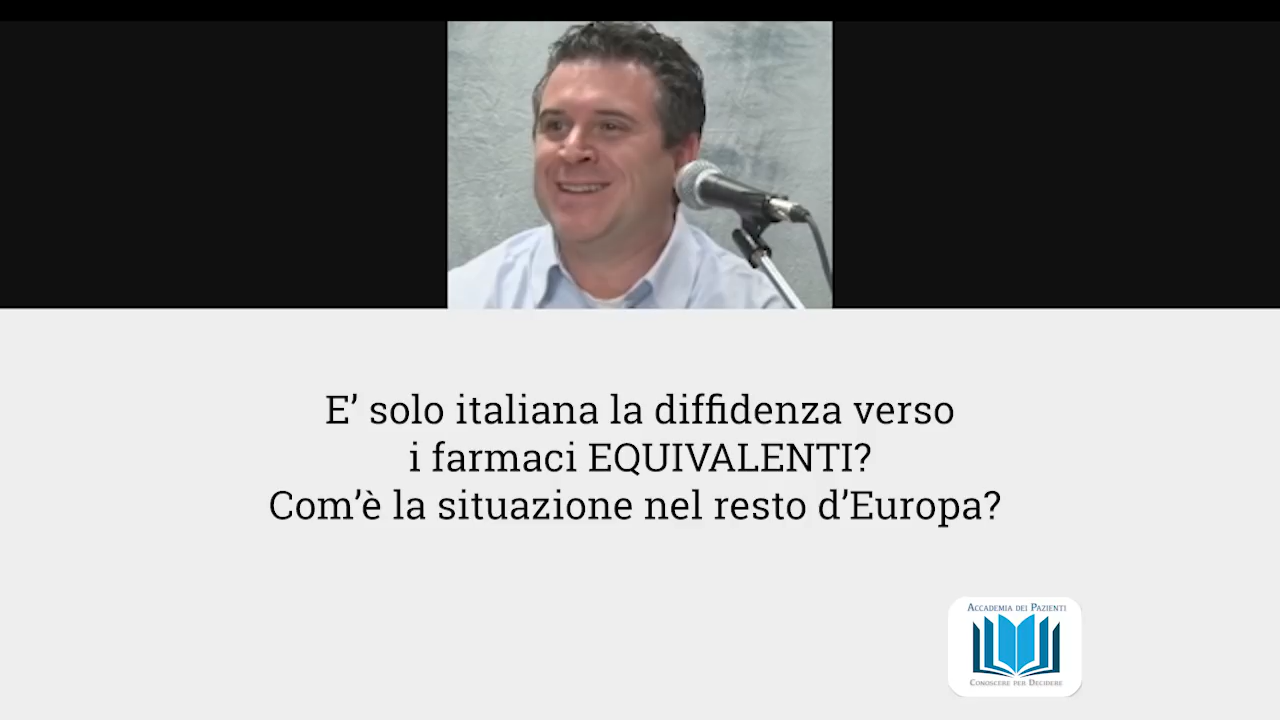 E’ solo italiana la diffidenza verso
i farmaci EQUIVALENTI?
Com’è la situazione nel resto d’Europa?
Accademia dei Pazienti
Conoscere per Decidere